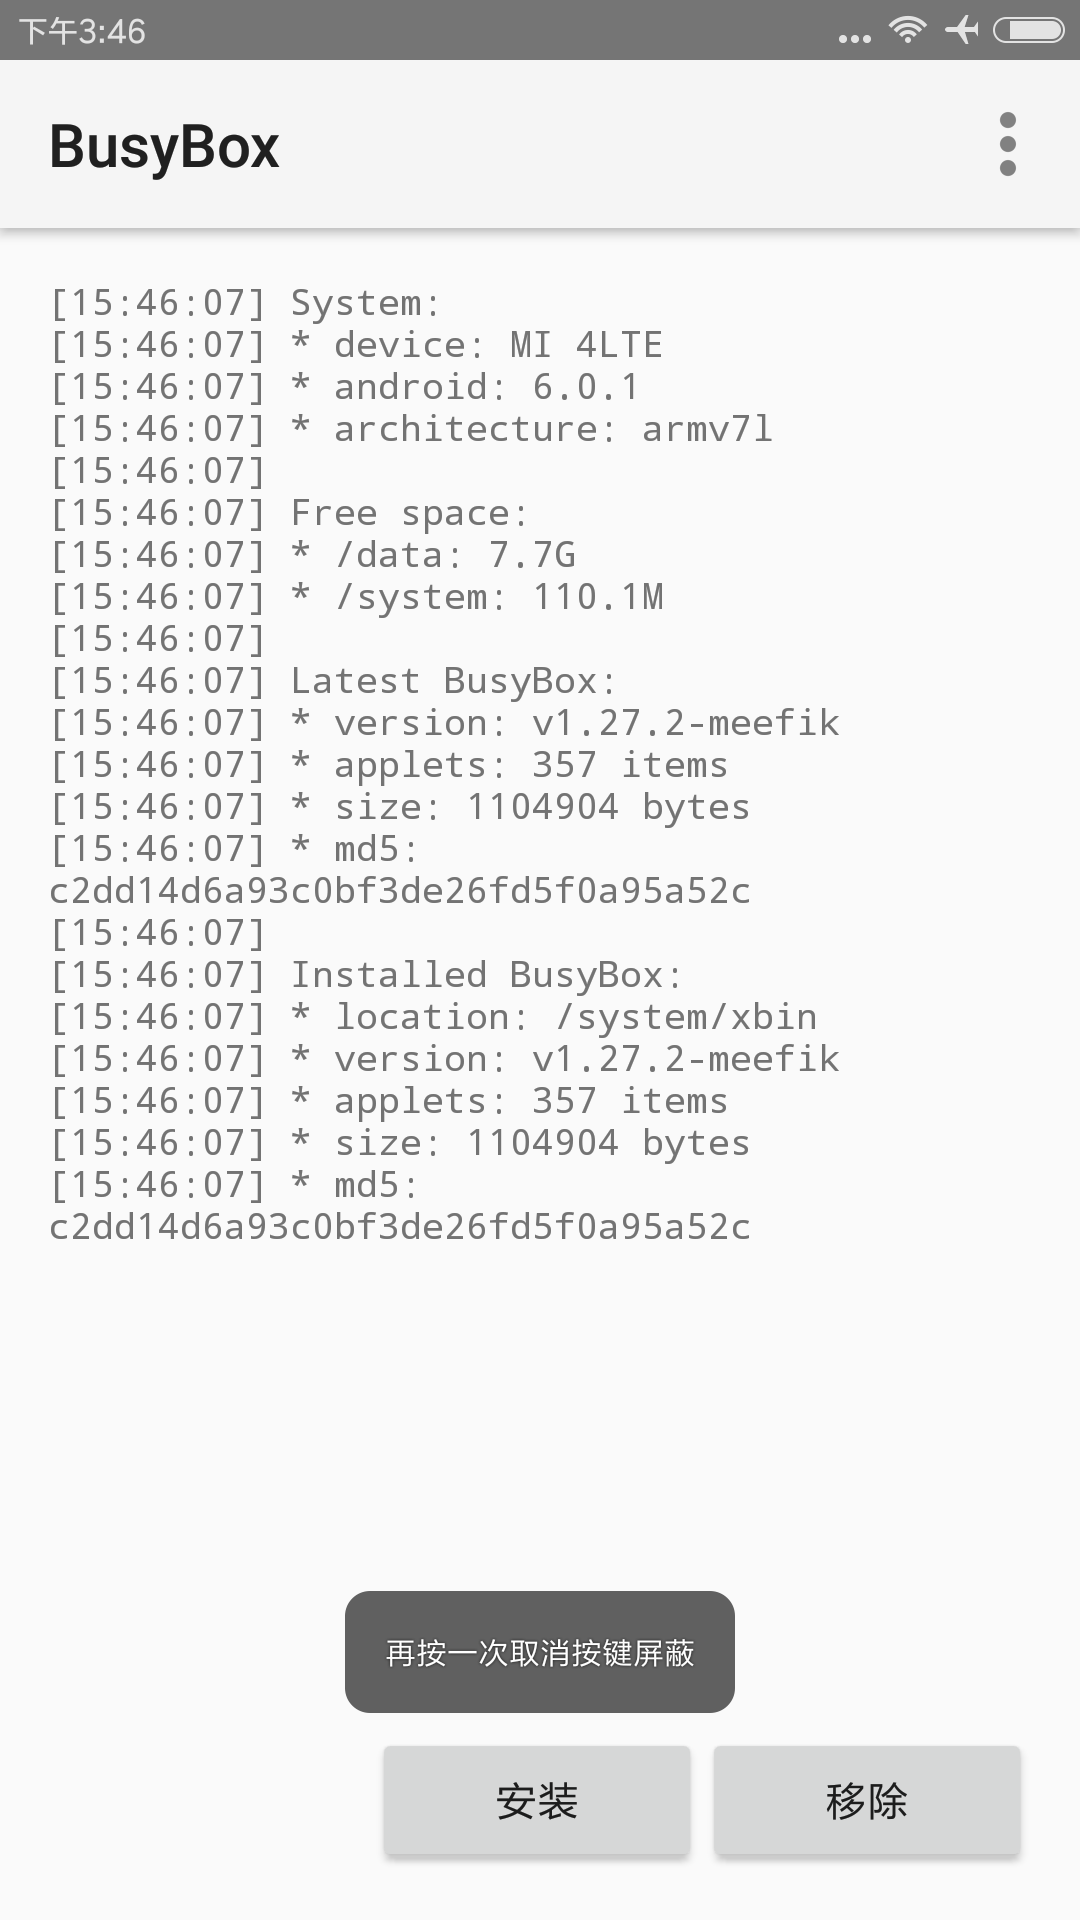 下午3:46
BusyBox
[15:46:07] System:
[15:46:07] * device: MI 4LTE
[15:46:07] * android: 6.0.1
[15:46:07] * architecture: armv7l
[15:46:07]
[15:46:07] Free space:
[15:46:07] * /data: 7.7G
[15:46:07] * /system: 110.1M
[15:46:07]
[15:46:07] Latest BusyBox:
[15:46:07] * version: v1.27.2-meefik
[15:46:07] * applets: 357 items
[15:46:07] * size: 1104904 bytes
[15:46:07] * md5:
c2dd14d6a93c0bf3de26fd5f0a95a52c
[15:46:07]
[15:46:07] Installed BusyBox:
[15:46:07] * location: /system/xbin
[15:46:07] * version: v1.27.2-meefik
[15:46:07] * applets: 357 items
[15:46:07] * size: 1104904 bytes
[15:46:07] * md5:
c2dd14d6a93c0bf3de26fd5f0a95a52c
再按一次取消按键屏蔽
安装
移除